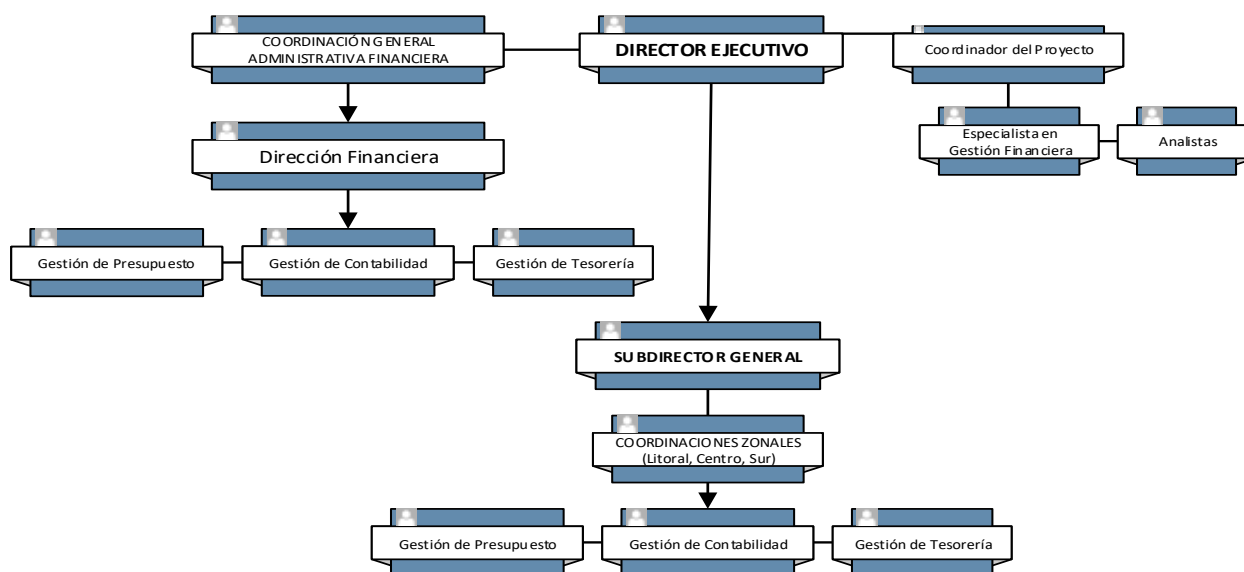 COORDINACIÓN GENERAL
ADMINISTRATIVA FINANCIERA
DIRECTOR EJECUTIVO
Coordinador del Proyecto
Especialista en
Gestión Financiera
Analistas
Dirección Financiera
Gestión de Presupuesto
Gestión de Contabilidad
Gestión de Tesorería
SUBDIRECTOR GENERAL
COORDINACIONES ZONALES
(Litoral, Centro, Sur)
Gestión de Presupuesto
Gestión de Contabilidad
Gestión de Tesorería